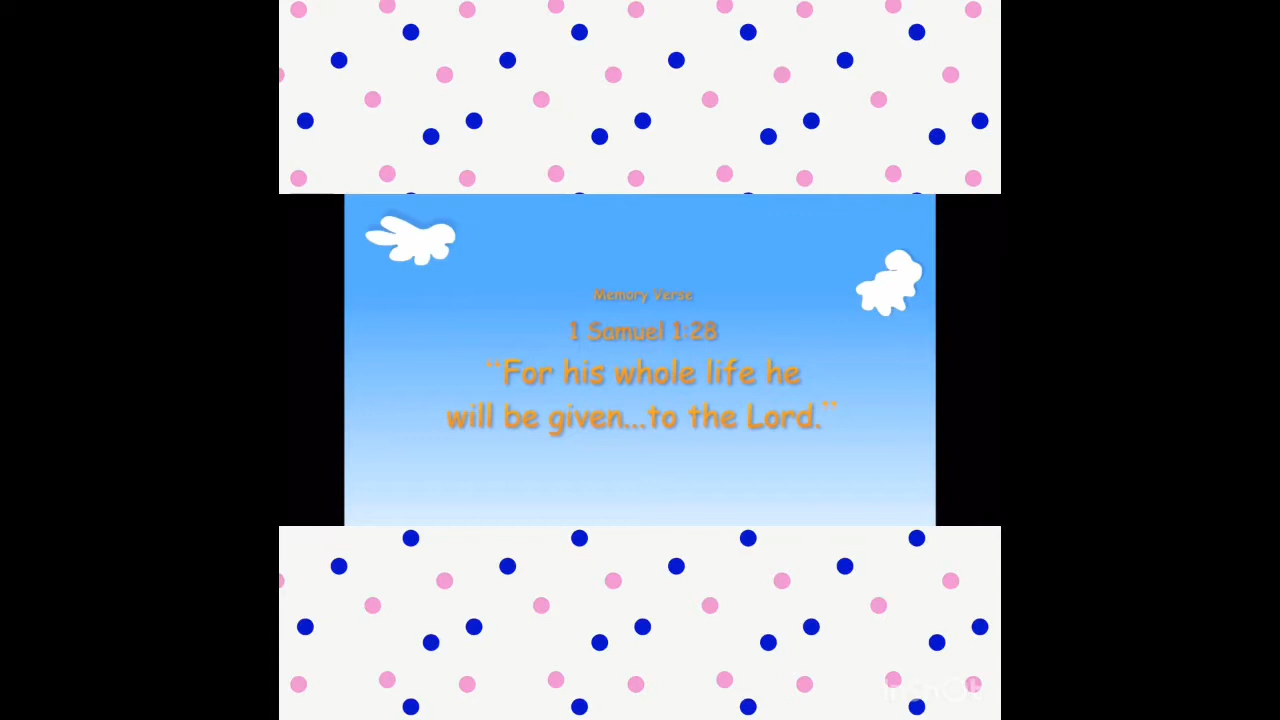 Memory Verse
1 Samuel 1:28
"For his whole life he
will be given...to the Lord."